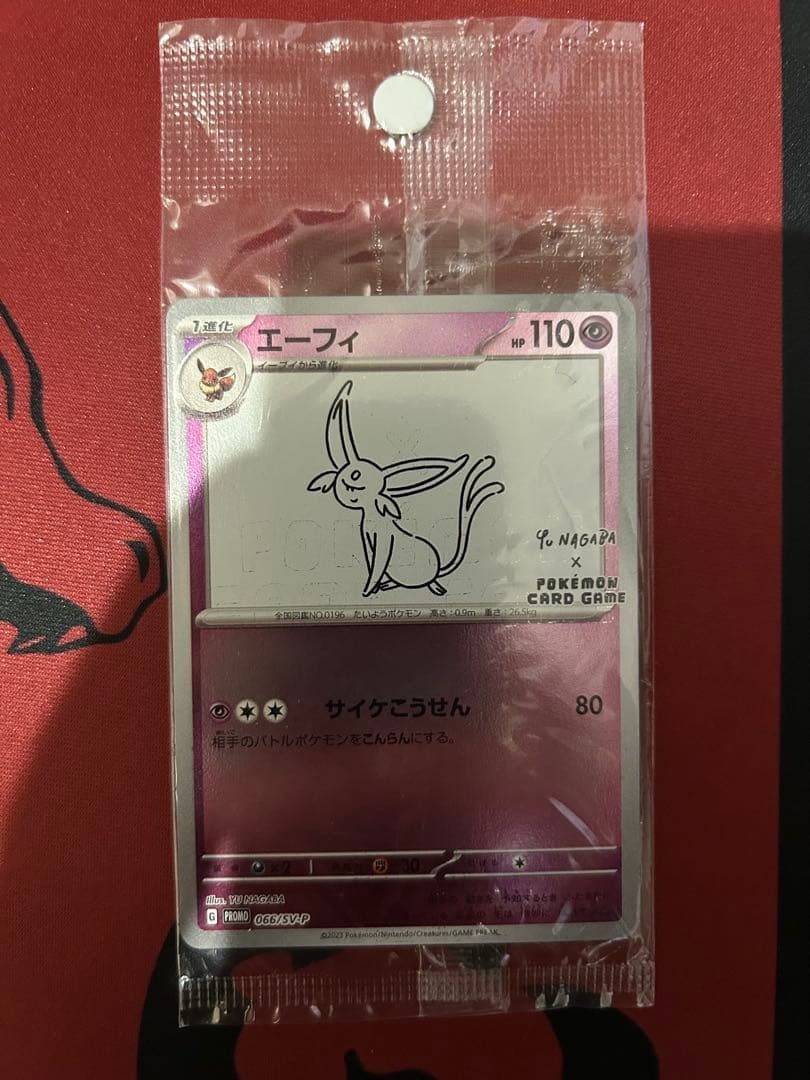 1進化
エーフィ
HP 110
イーブイから進化
YU NAGABA
×
POKÉMON
CARD GAME
全国図鑑NO.0196 たいようポケモン 高さ:0.9m 重さ:26.5kg
サイケこうせん 80
相手のバトルポケモンをこんらんにする。
×2
30
Illus. YU NAGABA
G PROMO 066/SV-P
©2023 Pokémon/Nintendo/Creatures/GAME FREAK.